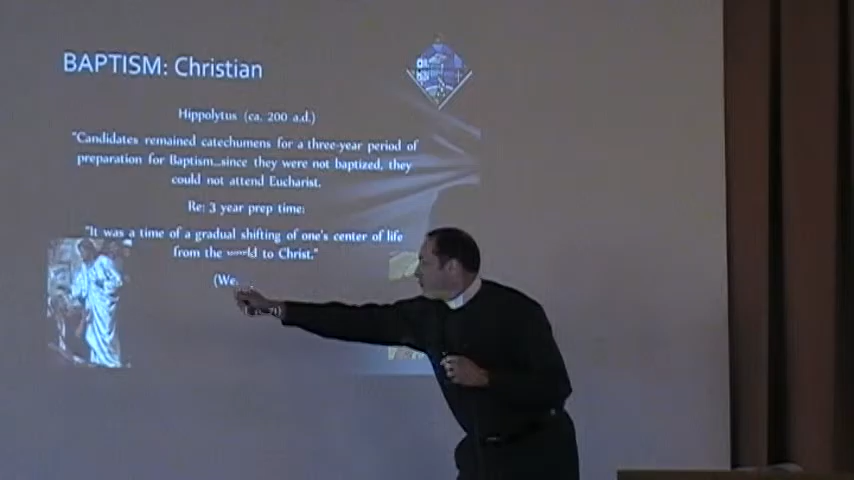 BAPTISM: Christian
Hippolytus (ca. 200 a.d.)
"Candidates remained catechumens for a three-year period of
preparation for Baptism...since they were not baptized, they
could not attend Eucharist.
Re: 3 year prep time:
"It was a time of a gradual shifting of one's center of life
from the world to Christ."
(We